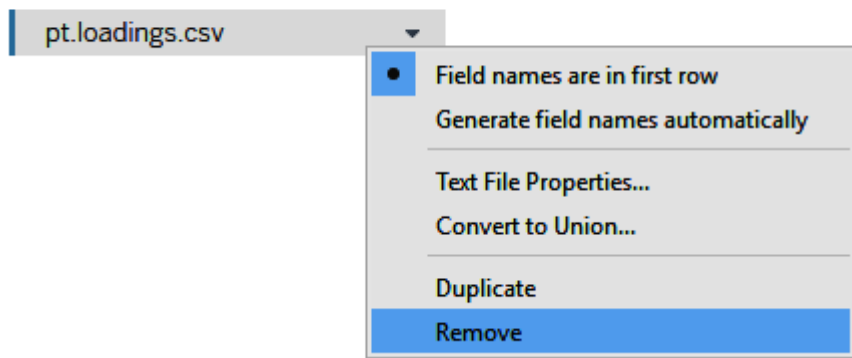 pt.loadings.csv
Field names are in first row
Generate field names automatically
Text File Properties...
Convert to Union...
Duplicate
Remove